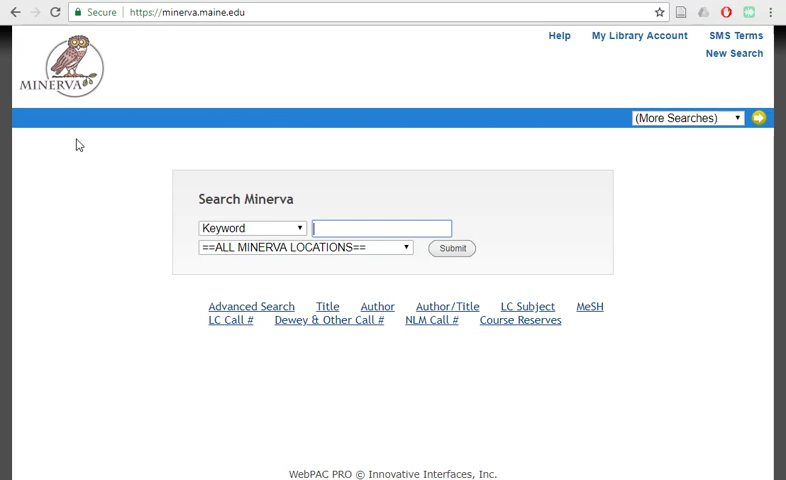 Secure https://minerva.maine.edu
Help My Library Account SMS Terms
New Search
MINERVA
(More Searches)
Search Minerva
Keyword
==ALL MINERVA LOCATIONS== Submit
Advanced Search Title Author Author/Title LC Subject MeSH
LC Call # Dewey & Other Call # NLM Call # Course Reserves
WebPAC PRO © Innovative Interfaces, Inc.